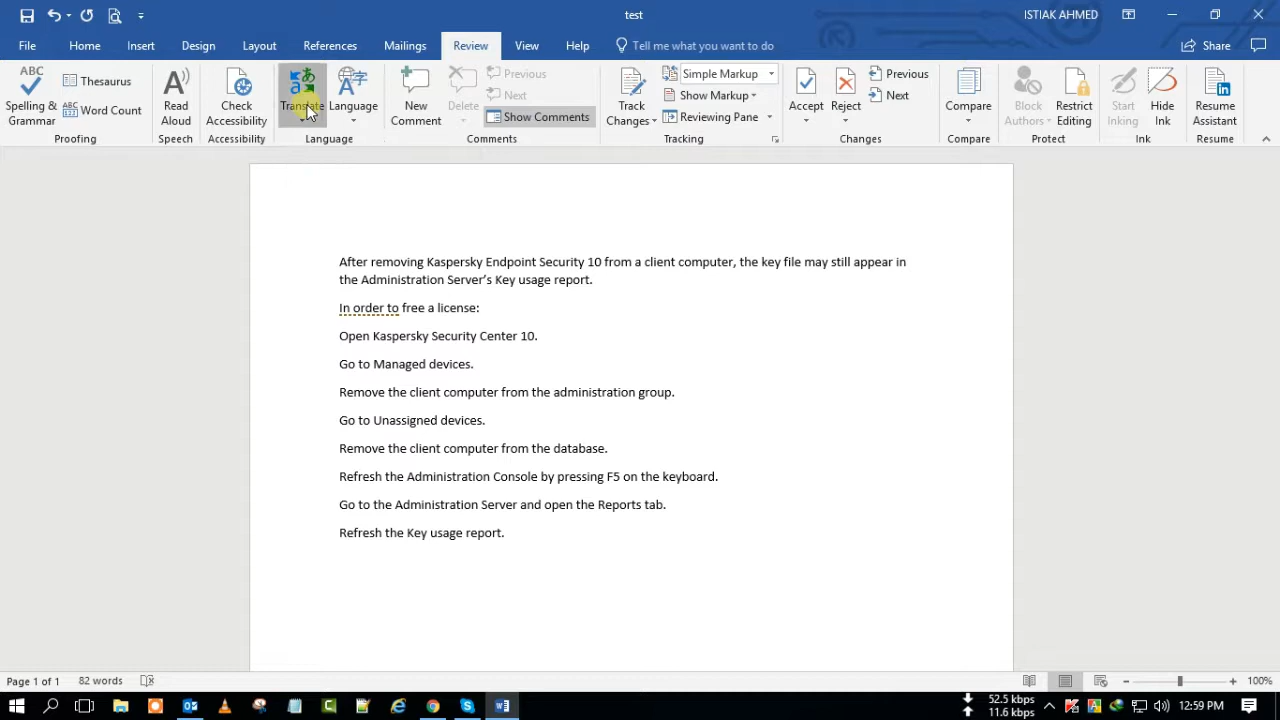 test
ISTIAK AHMED
File Home Insert Design Layout References Mailings Review View Help Tell me what you want to do Share
ABC
Spelling & Grammar
Thesaurus
ABC 123
Word Count
Proofing
Read Aloud
Speech
Check Accessibility
Accessibility
Translate
Language
Language
New Comment
Delete
Previous
Next
Show Comments
Comments
Track Changes
Simple Markup
Show Markup
Reviewing Pane
Tracking
Accept
Reject
Previous
Next
Changes
Compare
Compare
Block Authors
Restrict Editing
Protect
Start Inking
Hide Ink
Ink
Resume Assistant
Resume
After removing Kaspersky Endpoint Security 10 from a client computer, the key file may still appear in
the Administration Server’s Key usage report.
In order to free a license:
Open Kaspersky Security Center 10.
Go to Managed devices.
Remove the client computer from the administration group.
Go to Unassigned devices.
Remove the client computer from the database.
Refresh the Administration Console by pressing F5 on the keyboard.
Go to the Administration Server and open the Reports tab.
Refresh the Key usage report.
Page 1 of 1 82 words 100%
52.5 kbps
11.6 kbps
12:59 PM